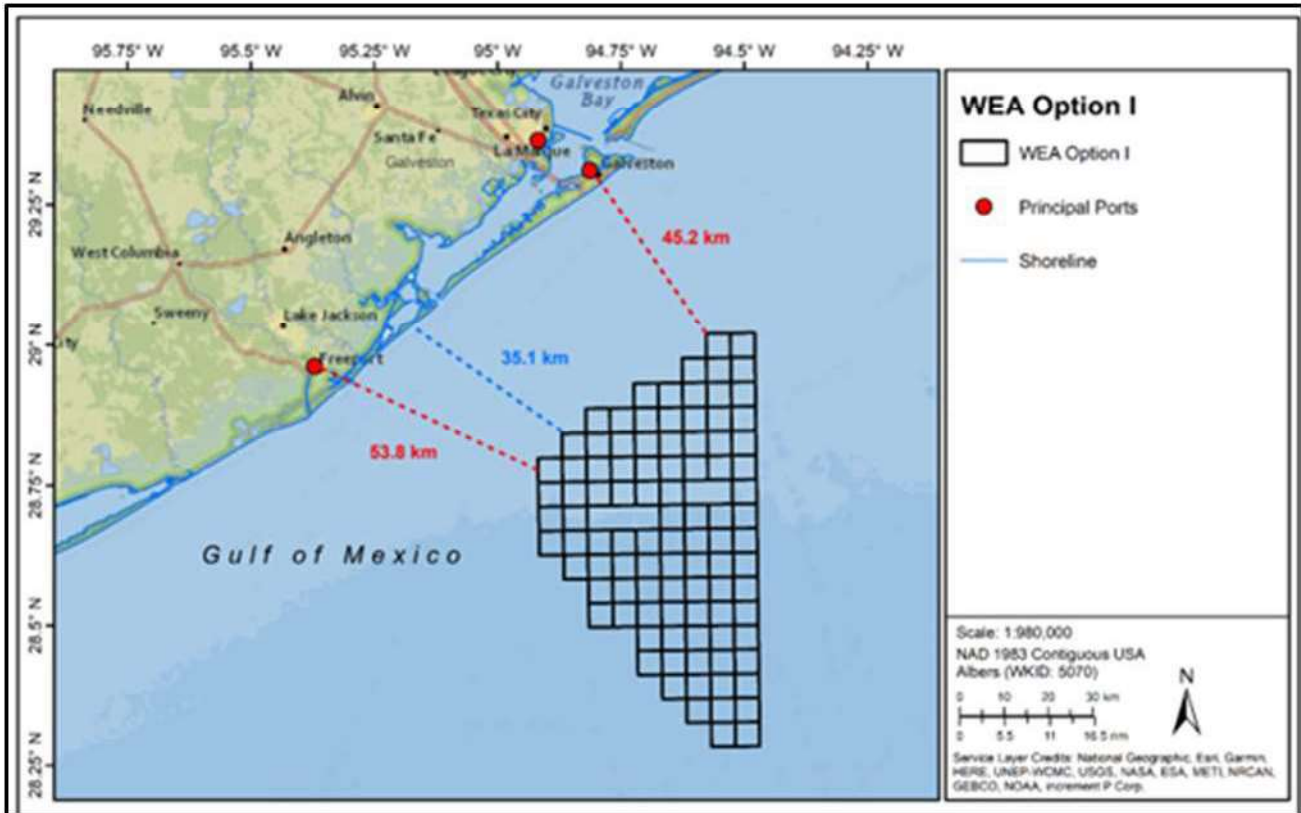 95.75° W 95.5° W 95.25° W 95° W 94.75° W 94.5° W 94.25° W
Galveston
Bay
Alvin
Needville
Texas City
Santa Fe
La Marque
Galveston
Galveston
29.25° N
45.2 km
Angleton
West Columbia
Sweeny
Lake Jackson
29° N
Freeport
35.1 km
53.8 km
28.75° N
Gulf of Mexico
28.5° N
28.25° N
WEA Option I
WEA Option I
Principal Ports
Shoreline
Scale: 1:980,000
NAD 1983 Contiguous USA
Albers (WKID: 5070)
N
0 10 20 30 km
0 5.5 11 16.5 nm
Service Layer Credits: National Geographic, Esri, Garmin,
HERE, UNEP-WCMC, USGS, NASA, ESA, METI, NRCAN,
GEBCO, NOAA, increment P Corp.